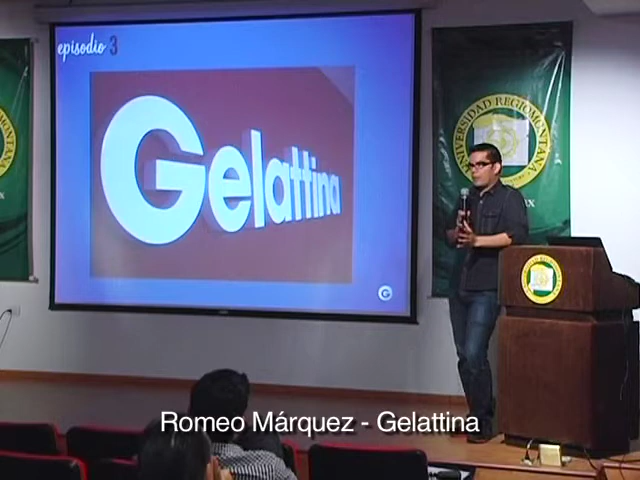 episodio 3
Gelattina
G
UNIVERSIDAD REGIOMONTANA
Romeo Márquez - Gelattina